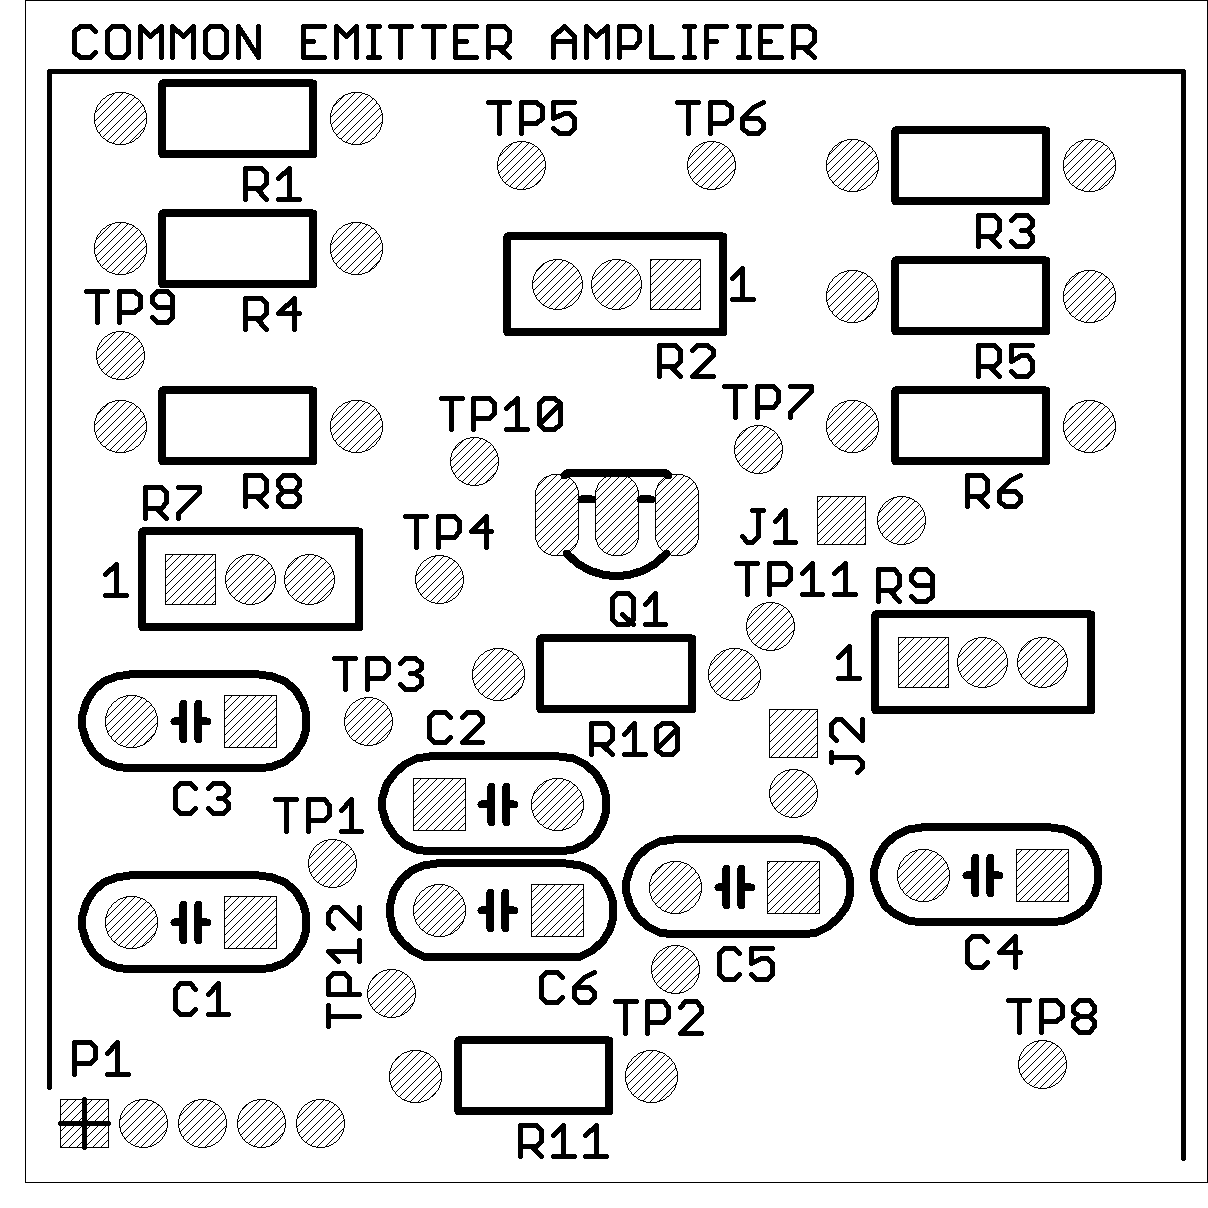 COMMON EMITTER AMPLIFIER
TP5
TP6
R1
R3
TP9
R4
1
R2
R5
TP10
TP7
R7
R8
R6
TP4
J1
1
Q1
TP11
R9
1
TP3
C2
R10
J2
C3
TP1
C1
TP12
C6
C5
C4
TP2
TP8
P1
R11